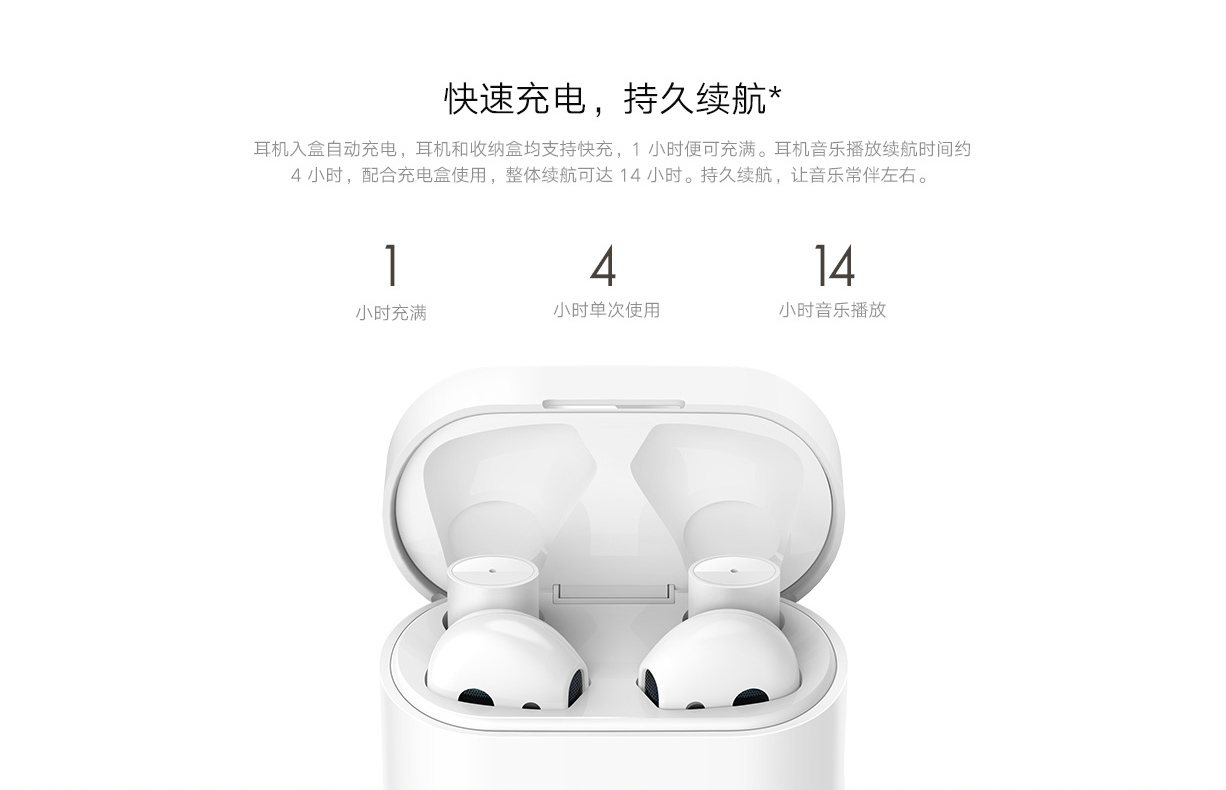 快速充电，持久续航*
耳机入盒自动充电，耳机和收纳盒均支持快充，1 小时便可充满。耳机音乐播放续航时间约
4 小时，配合充电盒使用，整体续航可达 14 小时。持久续航，让音乐常伴左右。
1 4 14
小时充满 小时单次使用 小时音乐播放